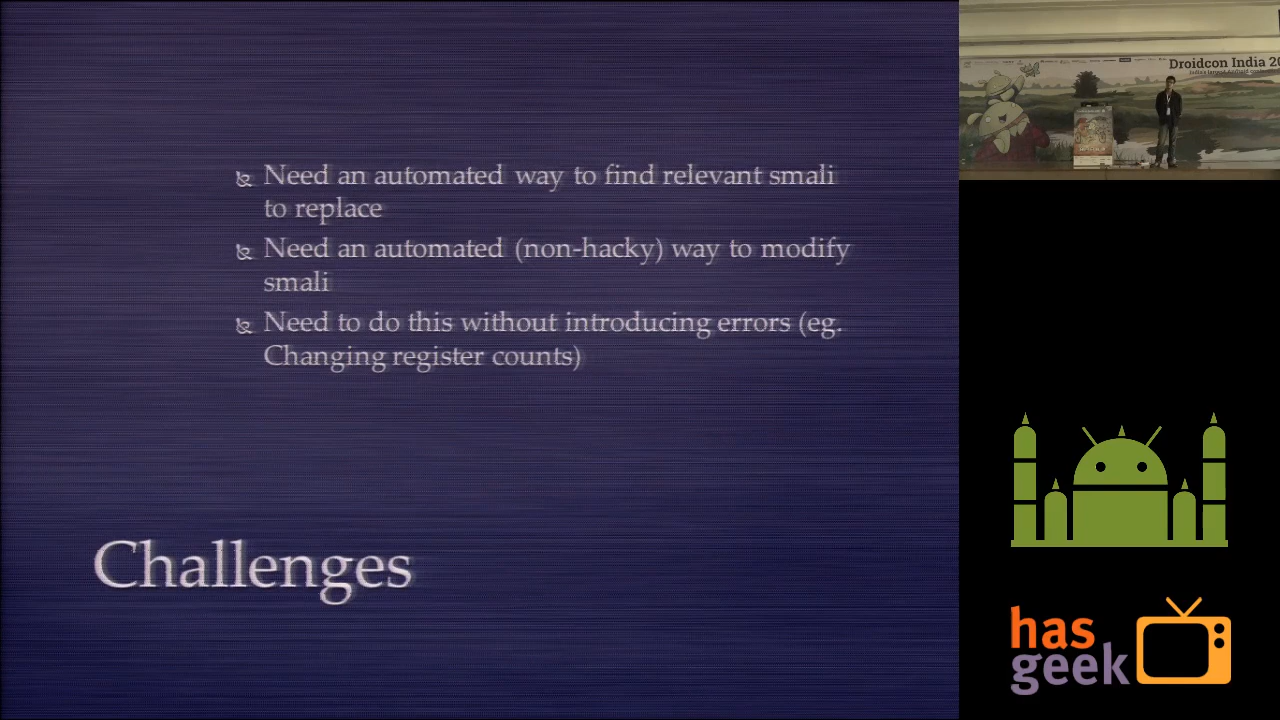 Need an automated way to find relevant smali
to replace
Need an automated (non-hacky) way to modify
smali
Need to do this without introducing errors (eg.
Changing register counts)
Challenges
Droidcon India 20
has
geek